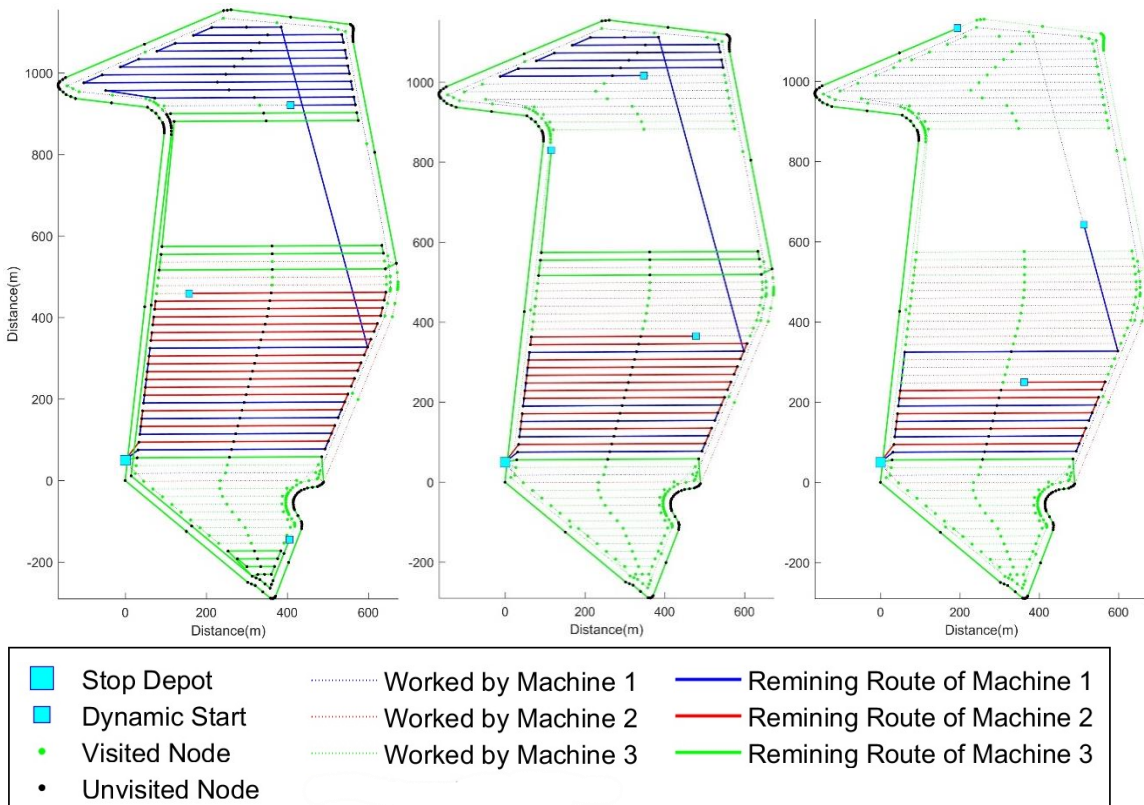 1000
800
600
400
200
0
-200
0 200 400 600
Distance(m)
Distance(m)
1000
800
600
400
200
0
-200
0 200 400 600
Distance(m)
1000
800
600
400
200
0
-200
0 200 400 600
Distance(m)
Stop Depot Worked by Machine 1 Remining Route of Machine 1
Dynamic Start Worked by Machine 2 Remining Route of Machine 2
Visited Node Worked by Machine 3 Remining Route of Machine 3
Unvisited Node